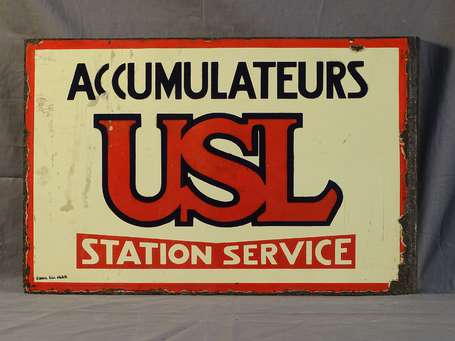 ACCUMULATEURS
USL
STATION SERVICE